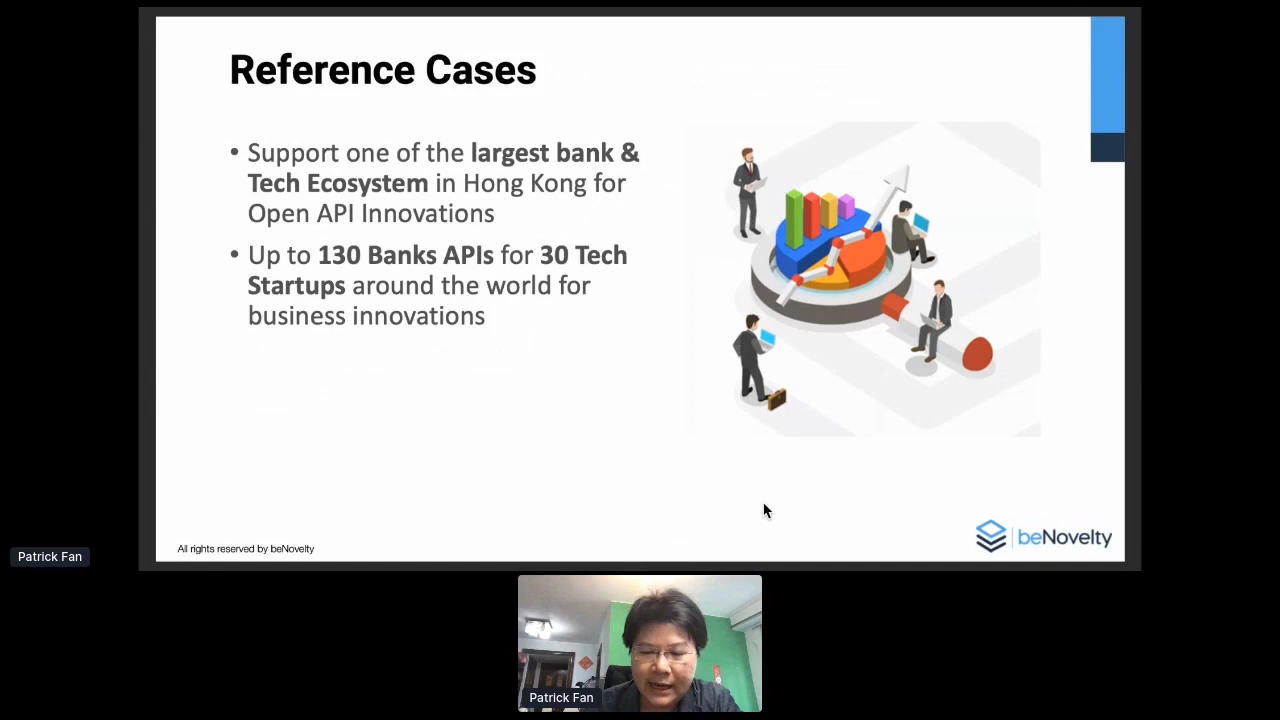 Reference Cases
• Support one of the largest bank &
Tech Ecosystem in Hong Kong for
Open API Innovations
• Up to 130 Banks APIs for 30 Tech
Startups around the world for
business innovations
All rights reserved by beNovelty
beNovelty
Patrick Fan
Patrick Fan